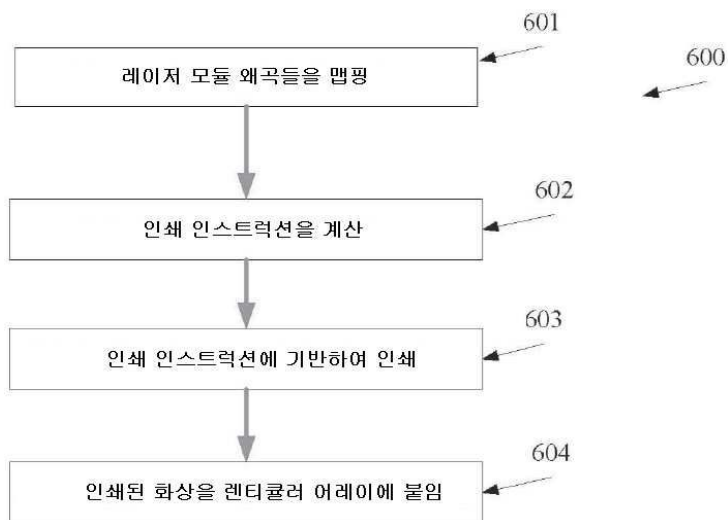 601
600
레이저 모듈 왜곡들을 맵핑
602
인쇄 인스트럭션을 계산
603
인쇄 인스트럭션에 기반하여 인쇄
604
인쇄된 화상을 렌티큘러 어레이에 붙임